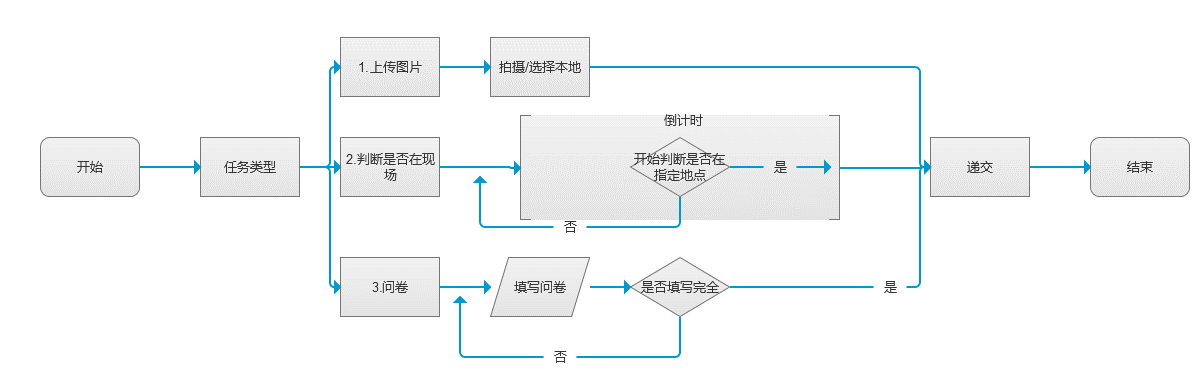 1.上传图片
拍摄/选择本地
倒计时
开始
任务类型
2.判断是否在现
场
开始判断是否在
指定地点
是
递交
结束
否
3.问卷
填写问卷
是否填写完全
是
否